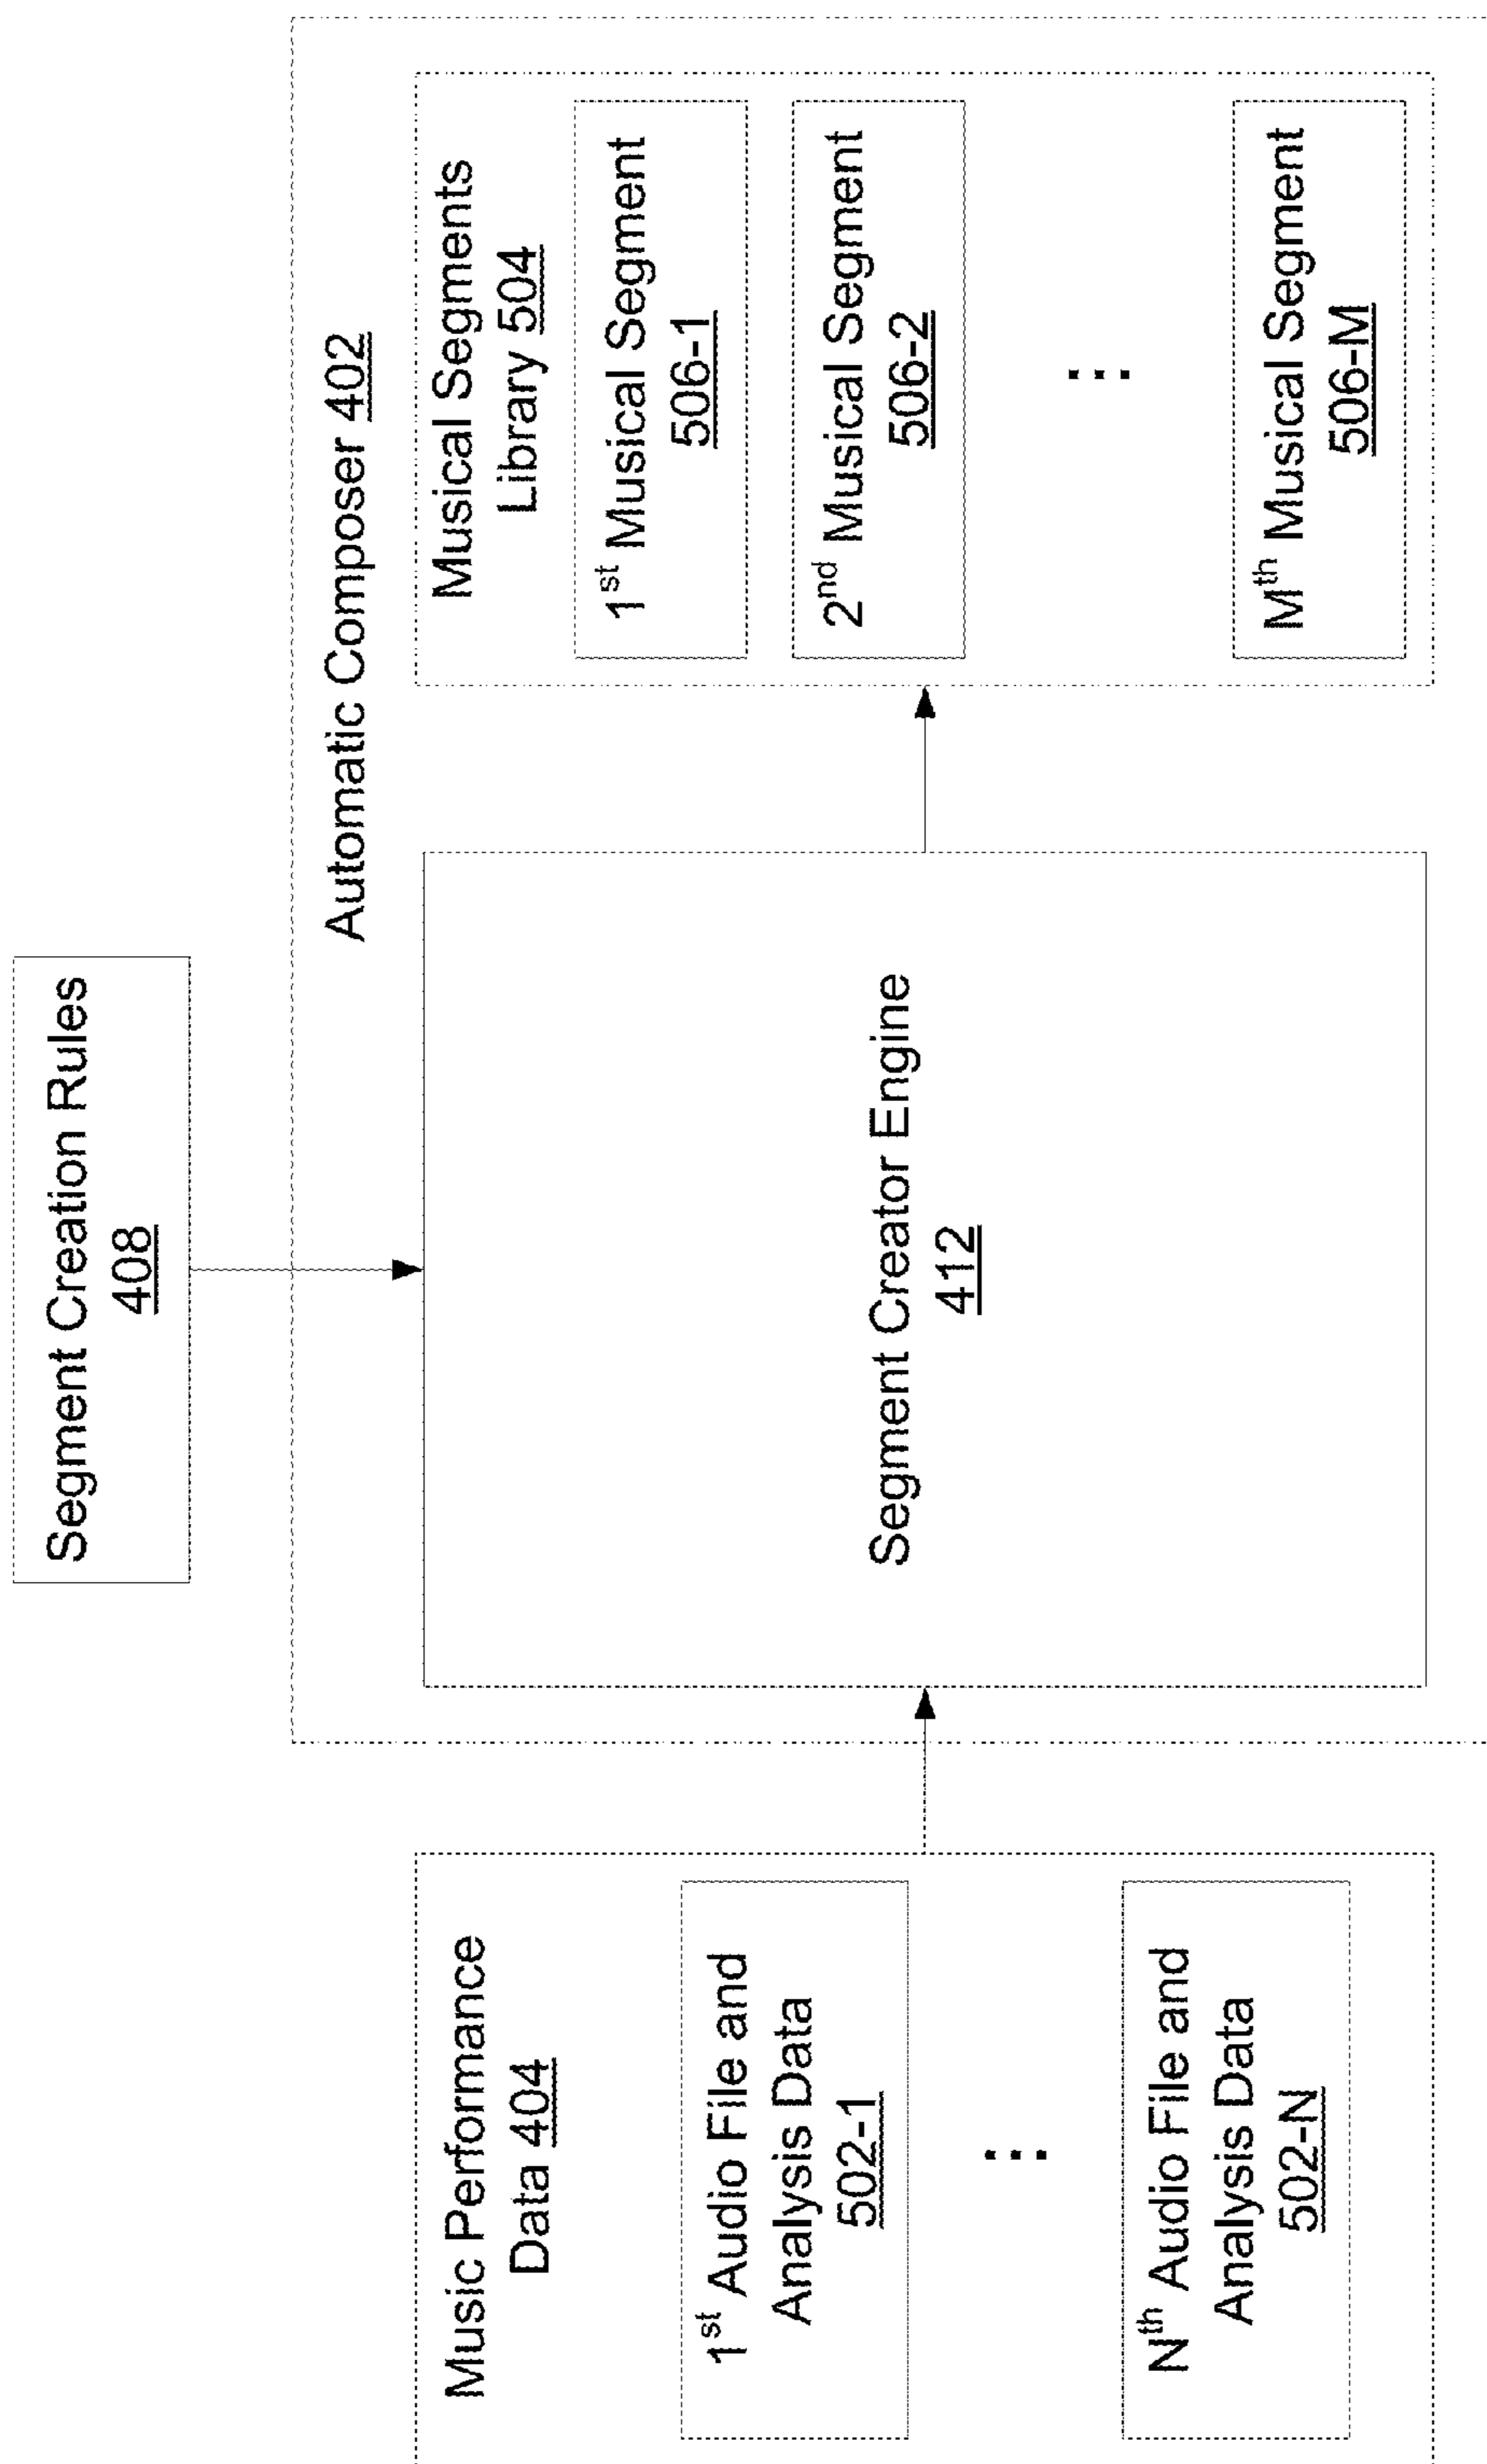 Segment Creation Rules
408
Automatic Composer 402
Music Performance
Data 404
1st Audio File and
Analysis Data
502-1
⋮
Nth Audio File and
Analysis Data
502-N
Segment Creator Engine
412
Musical Segments
Library 504
1st Musical Segment
506-1
2nd Musical Segment
506-2
⋮
Mth Musical Segment
506-M